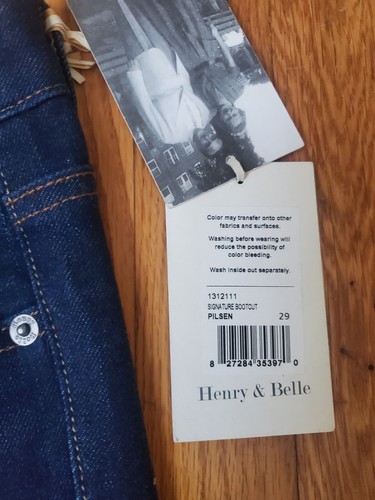 Color may transfer onto other
fabrics and surfaces.
Washing before wearing will
reduce the possibility of
color bleeding.
Wash inside out separately.
1312111
SIGNATURE BOOTCUT
PILSEN 29
8 27284 35397 0
Henry & Belle